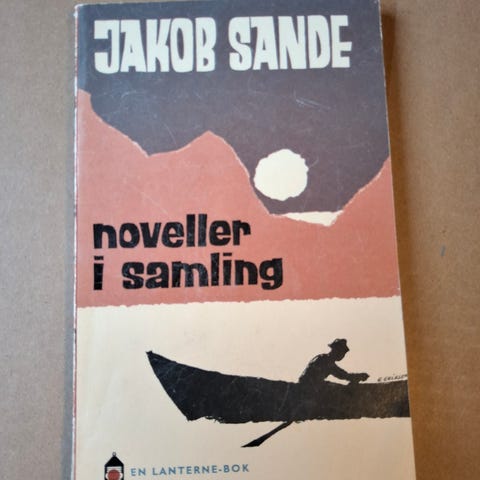 JAKOB SANDE
noveller
i samling
EN LANTERNE-BOK